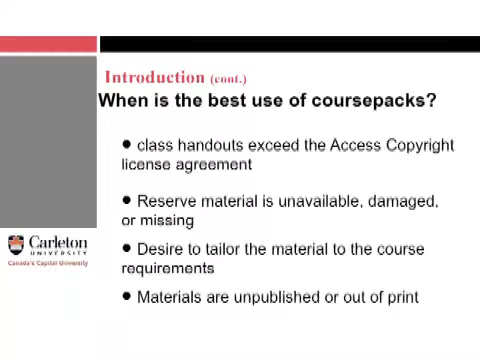 Introduction (cont.)
When is the best use of coursepacks?
● class handouts exceed the Access Copyright
license agreement
● Reserve material is unavailable, damaged,
or missing
● Desire to tailor the material to the course
requirements
● Materials are unpublished or out of print
Carleton
UNIVERSITY
Canada's Capital University